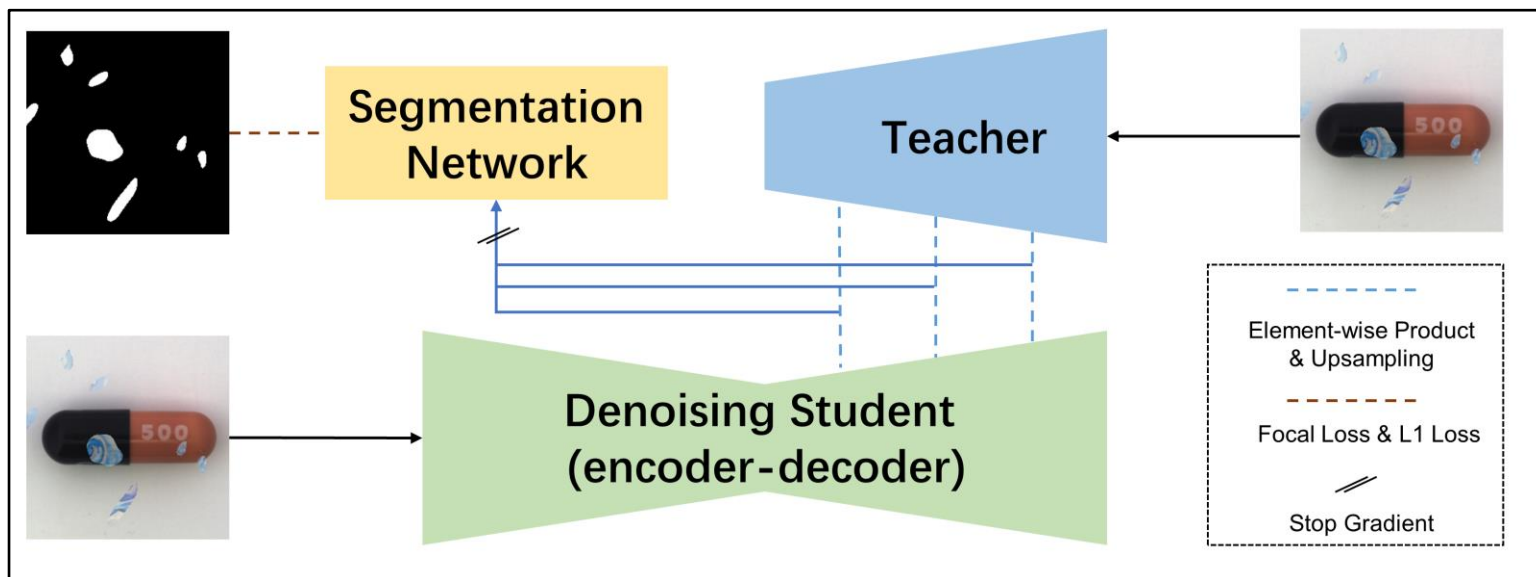 Segmentation
Network
Teacher
500
Element-wise Product
& Upsampling
500
Denoising Student
(encoder-decoder)
Focal Loss & L1 Loss
Stop Gradient